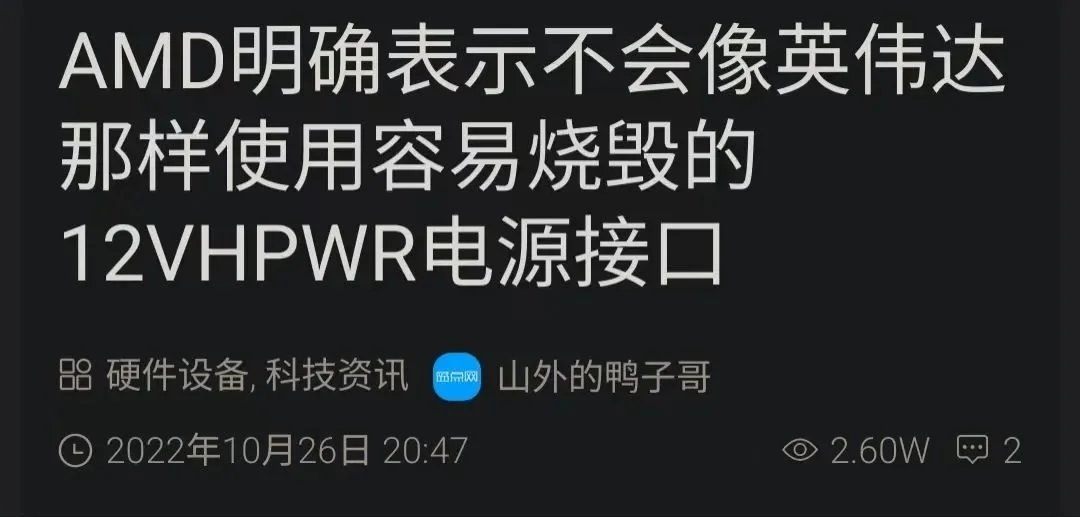 AMD明确表示不会像英伟达
那样使用容易烧毁的
12VHPWR电源接口
硬件设备, 科技资讯 蓝点网 山外的鸭子哥
2022年10月26日 20:47 2.60W 2